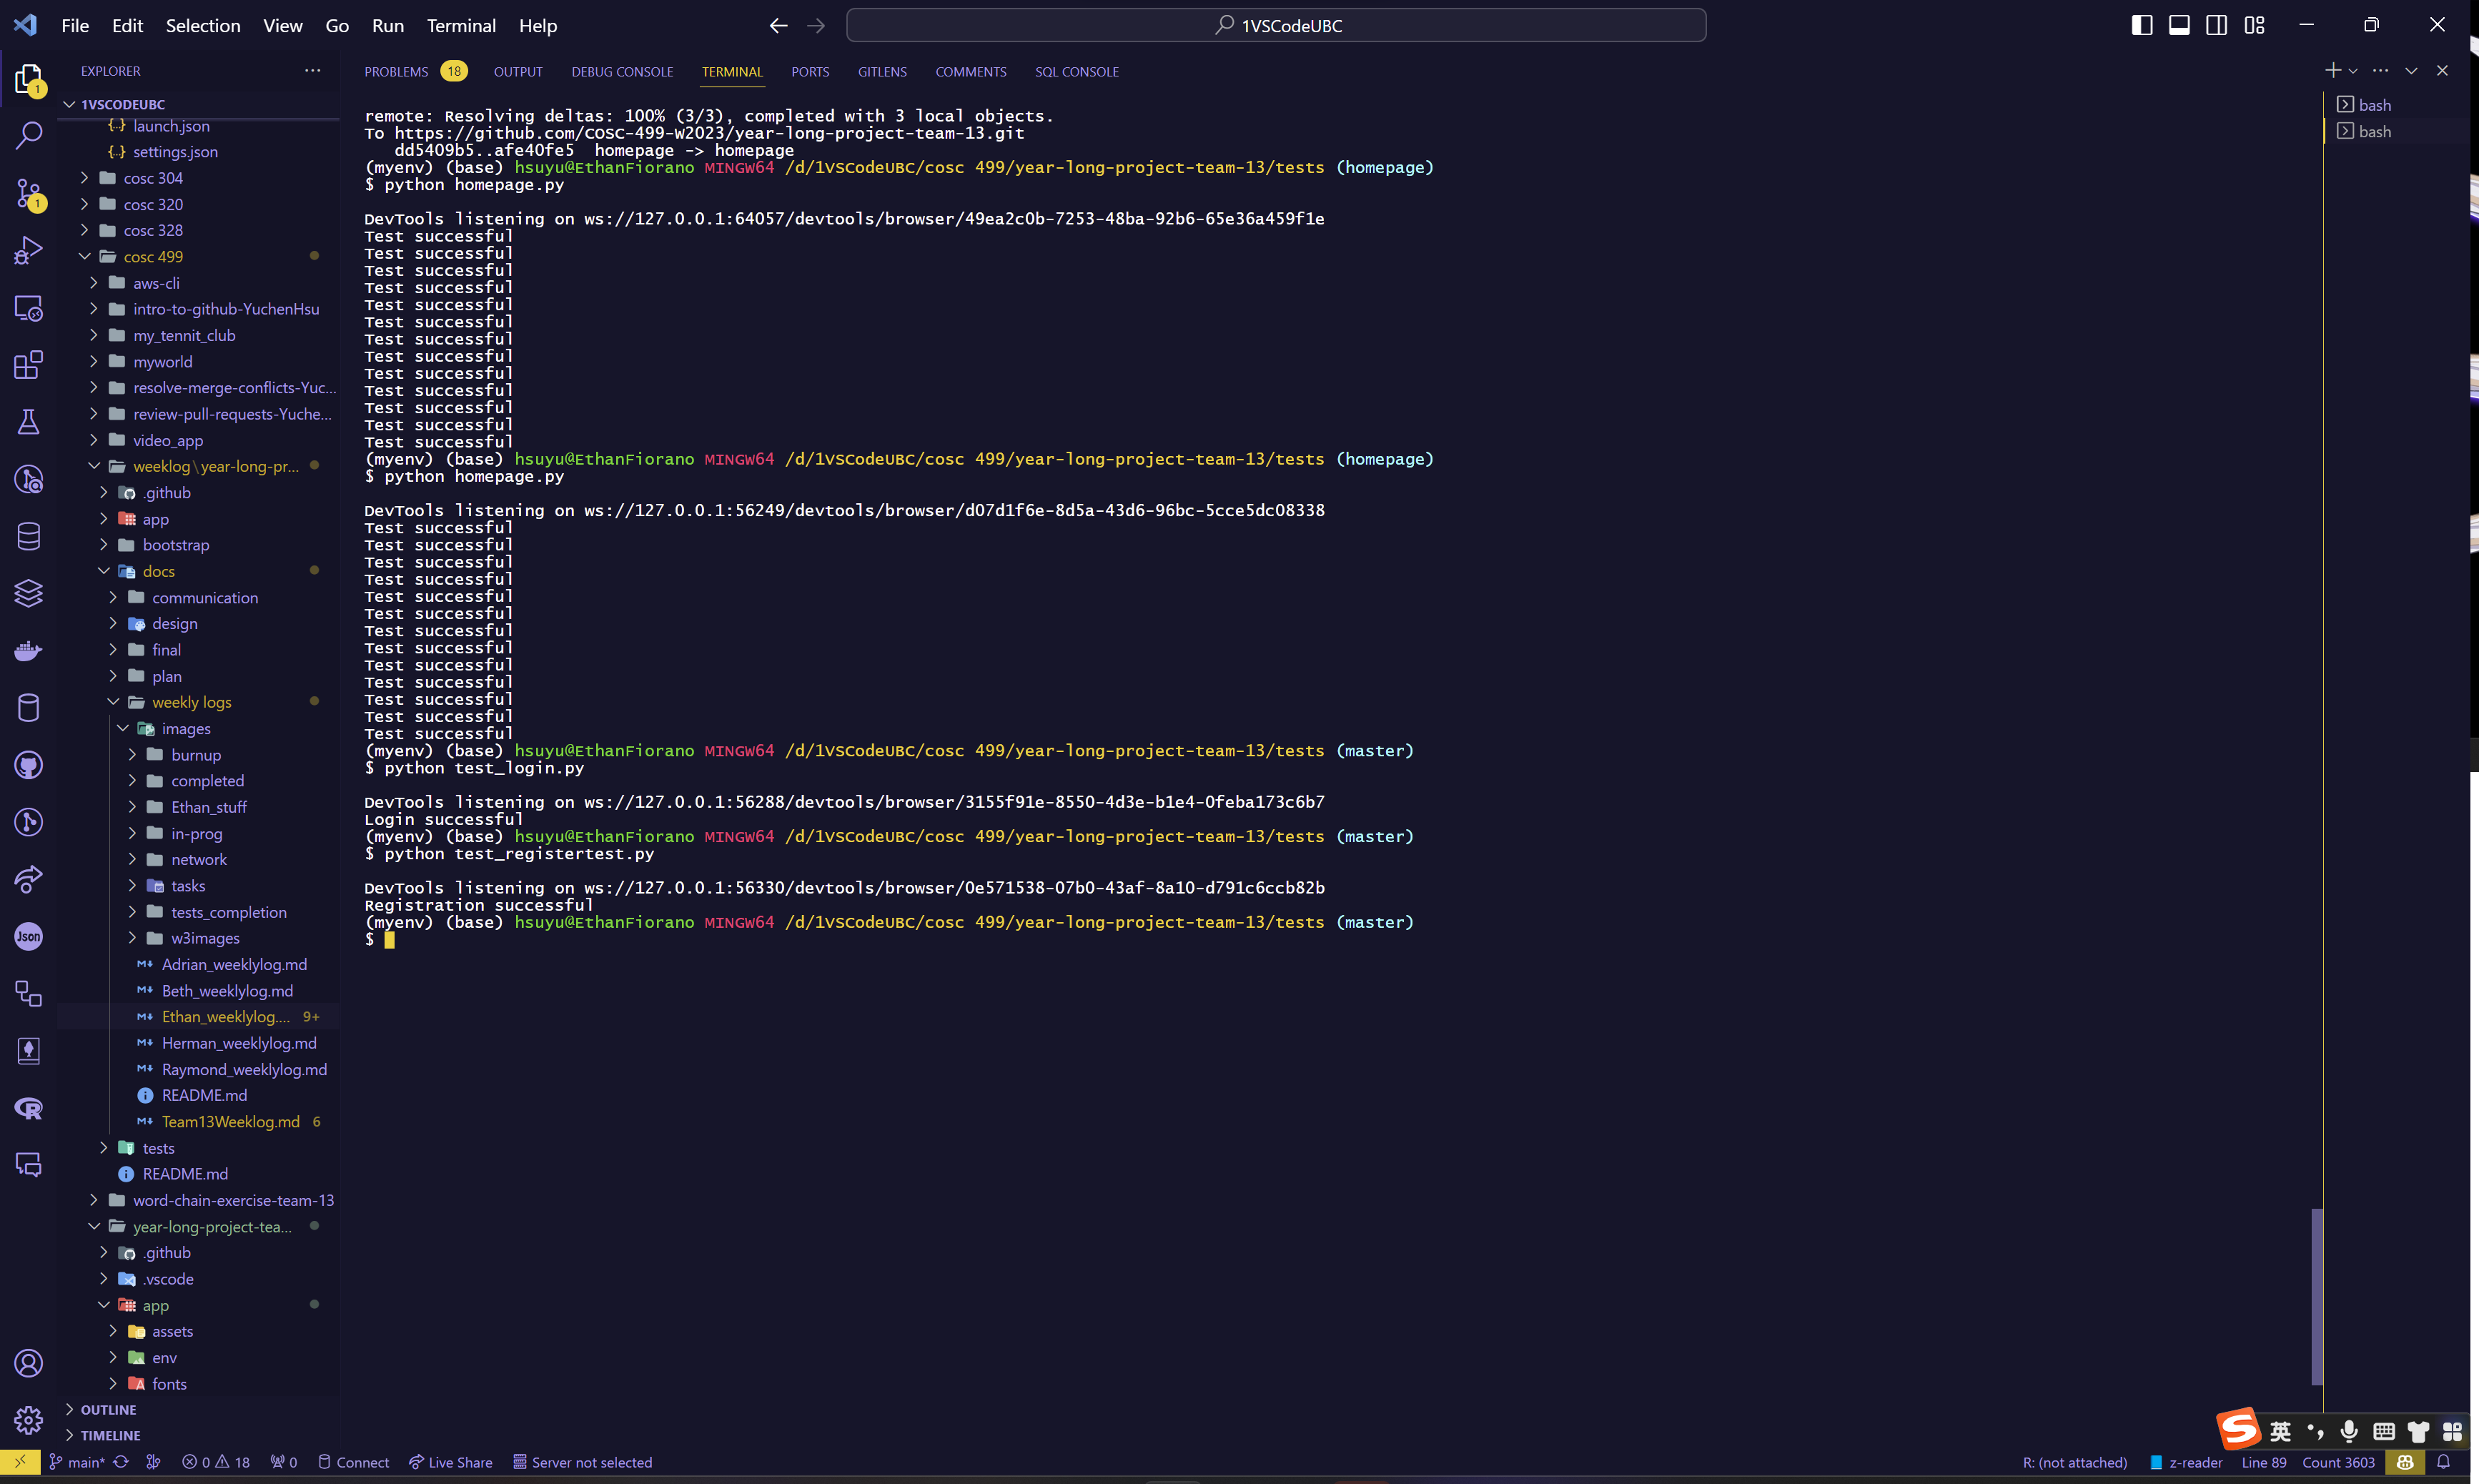 File Edit Selection View Go Run Terminal Help
1VSCodeUBC
EXPLORER
1VSCODEUBC
launch.json
settings.json
cosc 304
cosc 320
cosc 328
cosc 499
aws-cli
intro-to-github-YuchenHsu
my_tennit_club
myworld
resolve-merge-conflicts-Yuc...
review-pull-requests-Yuche...
video_app
weeklog\year-long-pr...
.github
app
bootstrap
docs
communication
design
final
plan
weekly logs
images
burnup
completed
Ethan_stuff
in-prog
network
tasks
tests_completion
w3images
Adrian_weeklylog.md
Beth_weeklylog.md
Ethan_weeklylog.... 9+
Herman_weeklylog.md
Raymond_weeklylog.md
README.md
Team13Weeklog.md 6
tests
README.md
word-chain-exercise-team-13
year-long-project-tea...
.github
.vscode
app
assets
env
fonts
OUTLINE
TIMELINE
PROBLEMS 18 OUTPUT DEBUG CONSOLE TERMINAL PORTS GITLENS COMMENTS SQL CONSOLE
remote: Resolving deltas: 100% (3/3), completed with 3 local objects.
To https://github.com/COSC-499-W2023/year-long-project-team-13.git
dd5409b5..afe40fe5 homepage -> homepage
(myenv) (base) hsuyu@EthanFiorano MINGW64 /d/1VSCodeUBC/cosc 499/year-long-project-team-13/tests (homepage)
$ python homepage.py
DevTools listening on ws://127.0.0.1:64057/devtools/browser/49ea2c0b-7253-48ba-92b6-65e36a459f1e
Test successful
Test successful
Test successful
Test successful
Test successful
Test successful
Test successful
Test successful
Test successful
Test successful
Test successful
Test successful
Test successful
(myenv) (base) hsuyu@EthanFiorano MINGW64 /d/1VSCodeUBC/cosc 499/year-long-project-team-13/tests (homepage)
$ python homepage.py
DevTools listening on ws://127.0.0.1:56249/devtools/browser/d07d1f6e-8d5a-43d6-96bc-5cce5dc08338
Test successful
Test successful
Test successful
Test successful
Test successful
Test successful
Test successful
Test successful
Test successful
Test successful
Test successful
Test successful
Test successful
(myenv) (base) hsuyu@EthanFiorano MINGW64 /d/1VSCodeUBC/cosc 499/year-long-project-team-13/tests (master)
$ python test_login.py
DevTools listening on ws://127.0.0.1:56288/devtools/browser/3155f91e-8550-4d3e-b1e4-0feba173c6b7
Login successful
(myenv) (base) hsuyu@EthanFiorano MINGW64 /d/1VSCodeUBC/cosc 499/year-long-project-team-13/tests (master)
$ python test_registertest.py
DevTools listening on ws://127.0.0.1:56330/devtools/browser/0e571538-07b0-43af-8a10-d791c6ccb82b
Registration successful
(myenv) (base) hsuyu@EthanFiorano MINGW64 /d/1VSCodeUBC/cosc 499/year-long-project-team-13/tests (master)
$
bash
bash
1
1
Json
S 英
main* 0 18 0 Connect Live Share Server not selected R: (not attached) z-reader Line 89 Count 3603